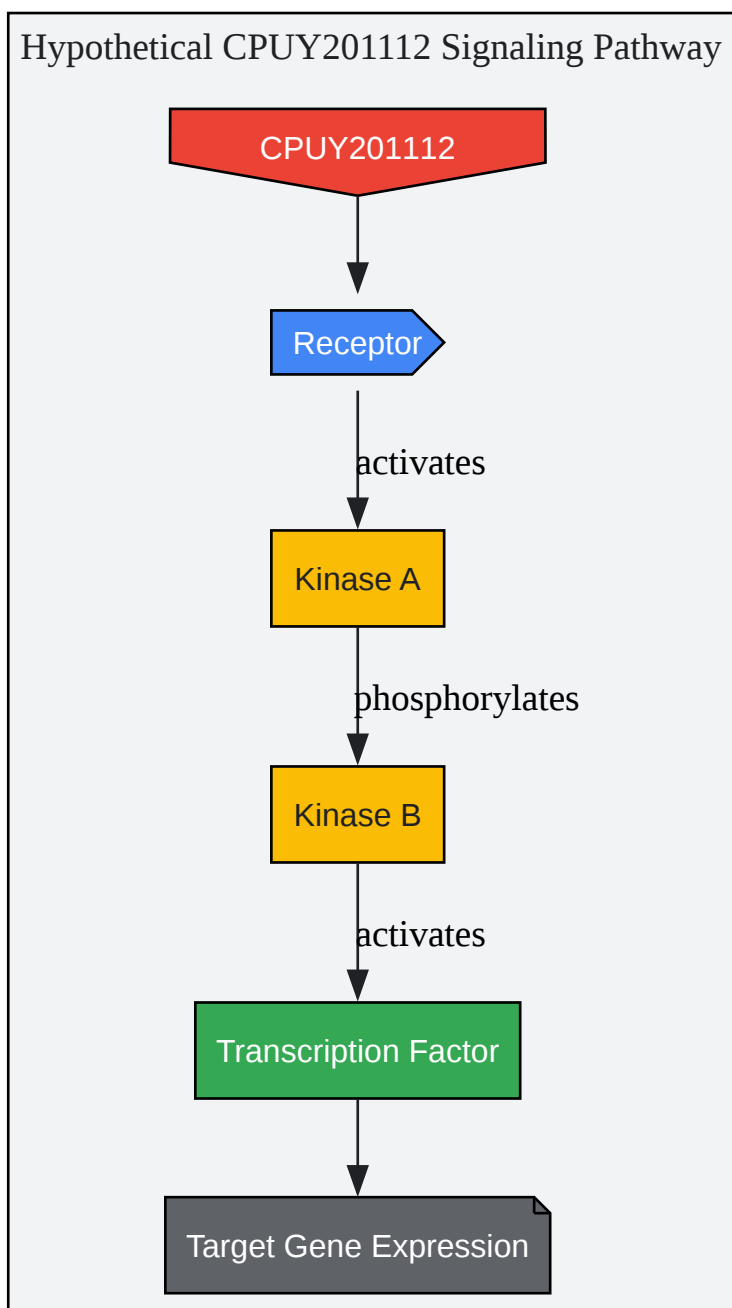 Hypothetical CPUY201112 Signaling Pathway
CPUY201112
Receptor
activates
Kinase A
phosphorylates
Kinase B
activates
Transcription Factor
Target Gene Expression